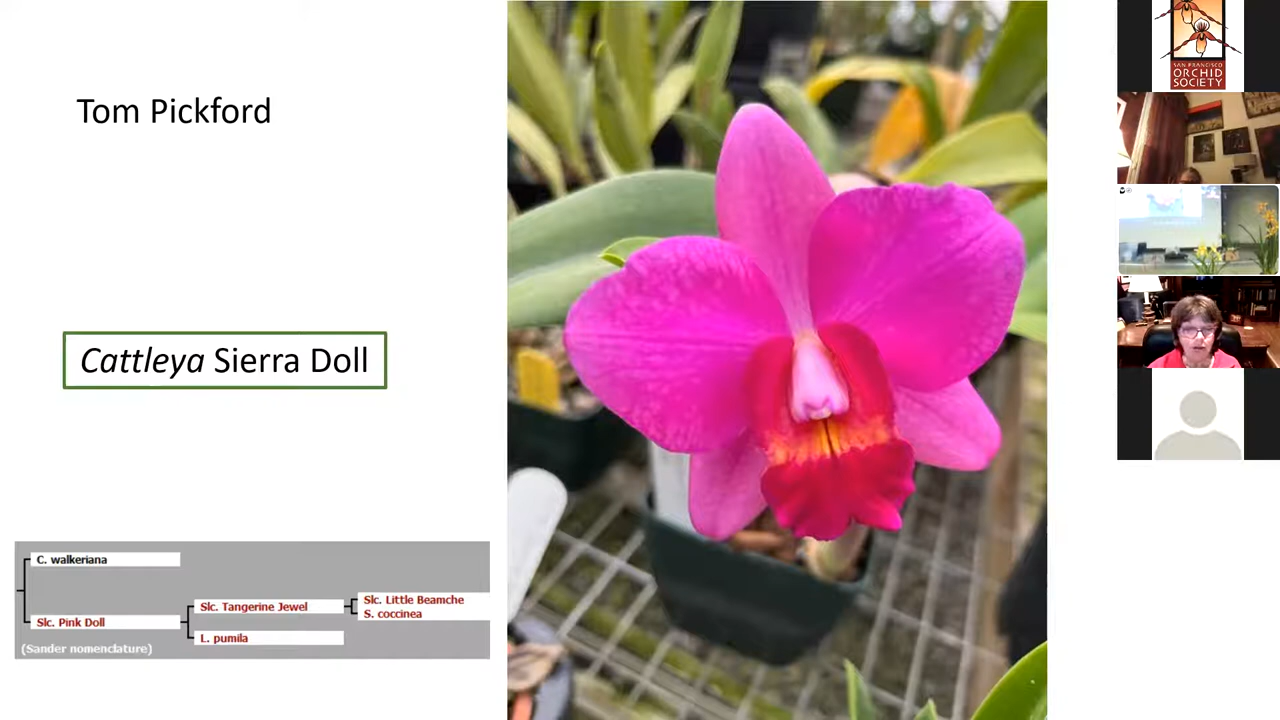 Tom Pickford
Cattleya Sierra Doll
C. walkeriana
Slc. Pink Doll
Slc. Tangerine Jewel
L. pumila
Slc. Little Beamche
S. coccinea
(Sander nomenclature)
SAN FRANCISCO
ORCHID
SOCIETY